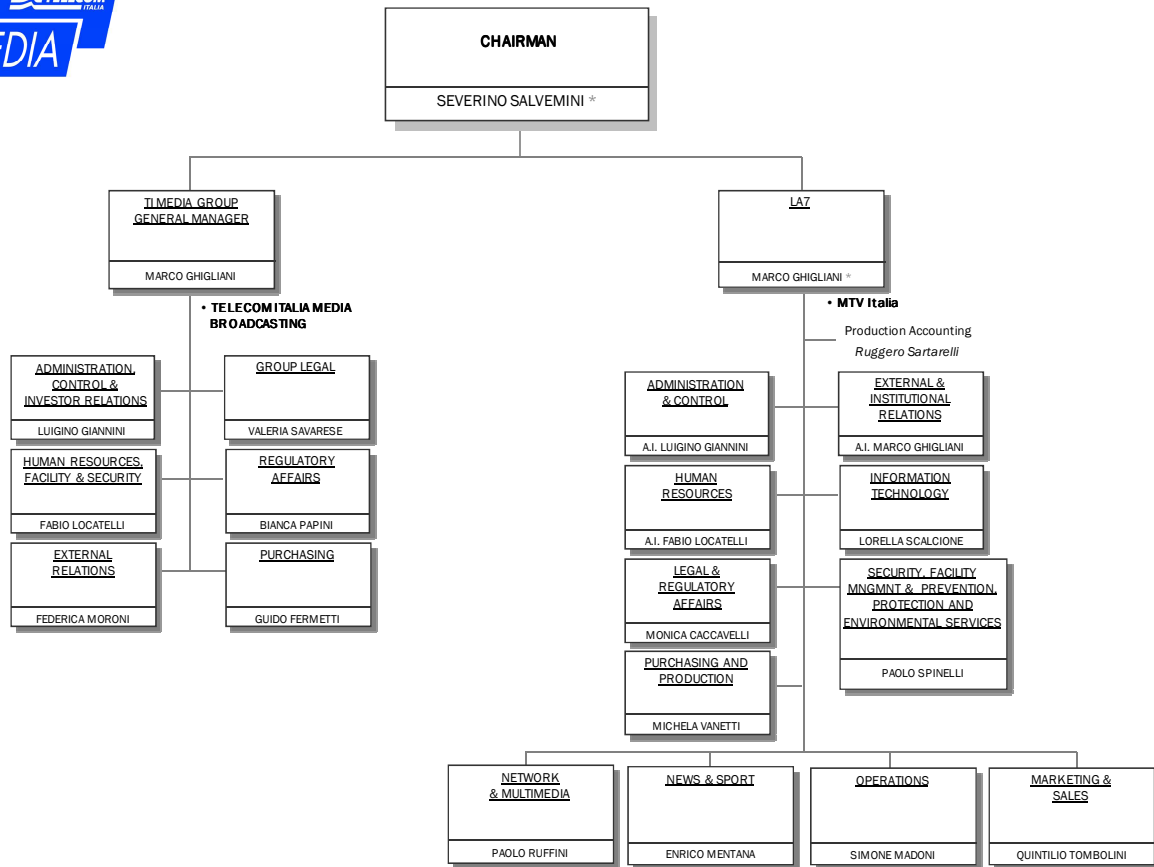 TELECOM
ITALIA
EDIA
CHAIRMAN
SEVERINO SALVEMINI *
TI MEDIA GROUP
GENERAL MANAGER
MARCO GHIGLIANI
• TELECOM ITALIA MEDIA
BROADCASTING
ADMINISTRATION,
CONTROL &
INVESTOR RELATIONS
LUIGINO GIANNINI
GROUP LEGAL
VALERIA SAVARESE
HUMAN RESOURCES,
FACILITY & SECURITY
FABIO LOCATELLI
REGULATORY
AFFAIRS
BIANCA PAPINI
EXTERNAL
RELATIONS
FEDERICA MORONI
PURCHASING
GUIDO FERMETTI
LA7
MARCO GHIGLIANI *
• MTV Italia
Production Accounting
Ruggero Sartarelli
ADMINISTRATION
& CONTROL
A.I. LUIGINO GIANNINI
EXTERNAL &
INSTITUTIONAL
RELATIONS
A.I. MARCO GHIGLIANI
HUMAN
RESOURCES
A.I. FABIO LOCATELLI
INFORMATION
TECHNOLOGY
LORELLA SCALCIONE
LEGAL &
REGULATORY
AFFAIRS
MONICA CACCAVELLI
SECURITY, FACILITY
MNGMNT & PREVENTION,
PROTECTION AND
ENVIRONMENTAL SERVICES
PAOLO SPINELLI
PURCHASING AND
PRODUCTION
MICHELA VANETTI
NETWORK
& MULTIMEDIA
PAOLO RUFFINI
NEWS & SPORT
ENRICO MENTANA
OPERATIONS
SIMONE MADONI
MARKETING &
SALES
QUINTILIO TOMBOLINI